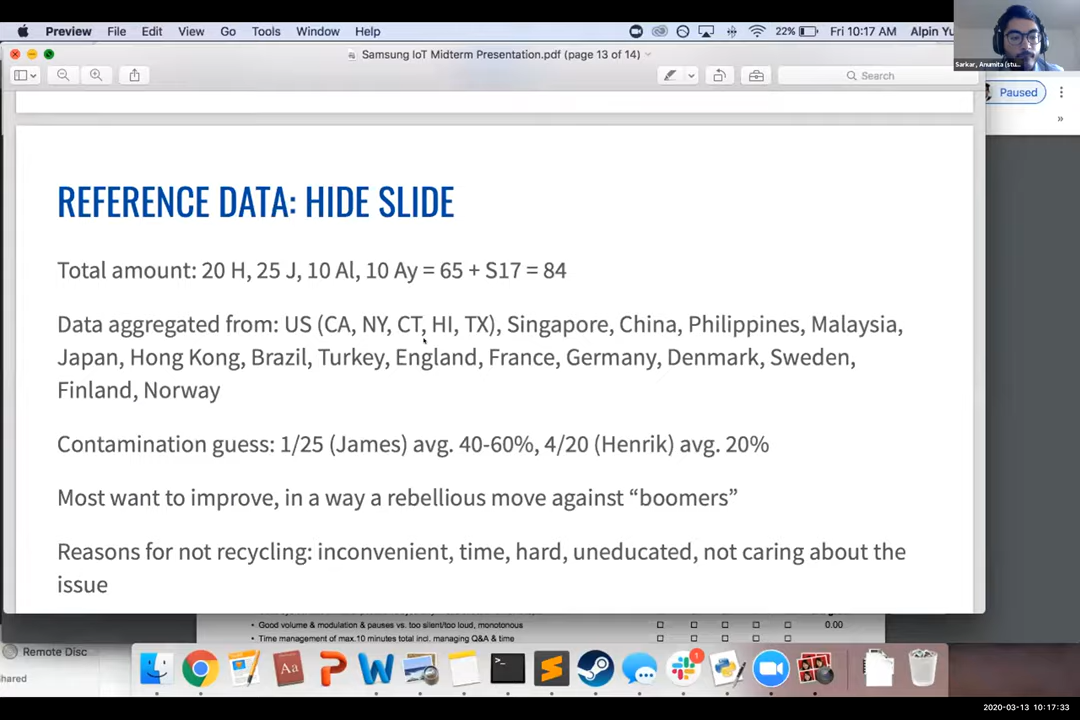 Preview File Edit View Go Tools Window Help 22% Fri 10:17 AM Alpin Yu
Sarkar, Anumita (stu...
Samsung IoT Midterm Presentation.pdf (page 13 of 14)
Search
Paused
REFERENCE DATA: HIDE SLIDE
Total amount: 20 H, 25 J, 10 Al, 10 Ay = 65 + S17 = 84
Data aggregated from: US (CA, NY, CT, HI, TX), Singapore, China, Philippines, Malaysia,
Japan, Hong Kong, Brazil, Turkey, England, France, Germany, Denmark, Sweden,
Finland, Norway
Contamination guess: 1/25 (James) avg. 40-60%, 4/20 (Henrik) avg. 20%
Most want to improve, in a way a rebellious move against “boomers”
Reasons for not recycling: inconvenient, time, hard, uneducated, not caring about the
issue
• Good volume & modulation & pauses vs. too silent/too loud, monotonous 0.00
• Time management of max.10 minutes total incl. managing Q&A & time
Remote Disc
shared
Aa
1
2020-03-13 10:17:33